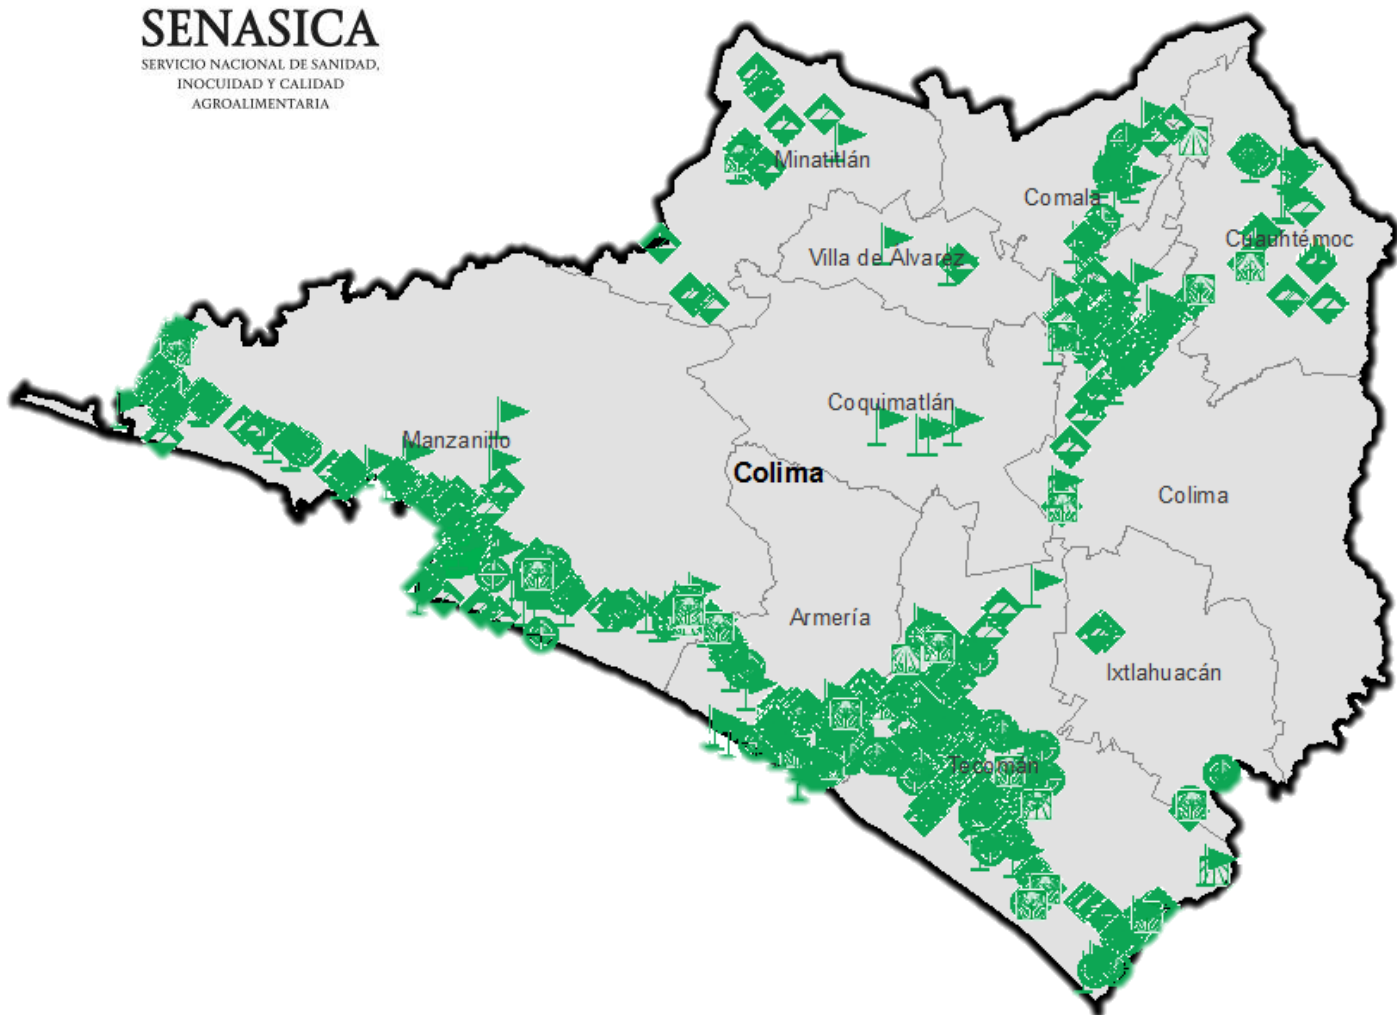 SENASICA
SERVICIO NACIONAL DE SANIDAD,
INOCUIDAD Y CALIDAD
AGROALIMENTARIA
Minatitlán
Comala
Cuauhtémoc
Villa de Alvarez
Coquimatlán
Manzanillo
Colima
Colima
Armería
Ixtlahuacán
Tecomán